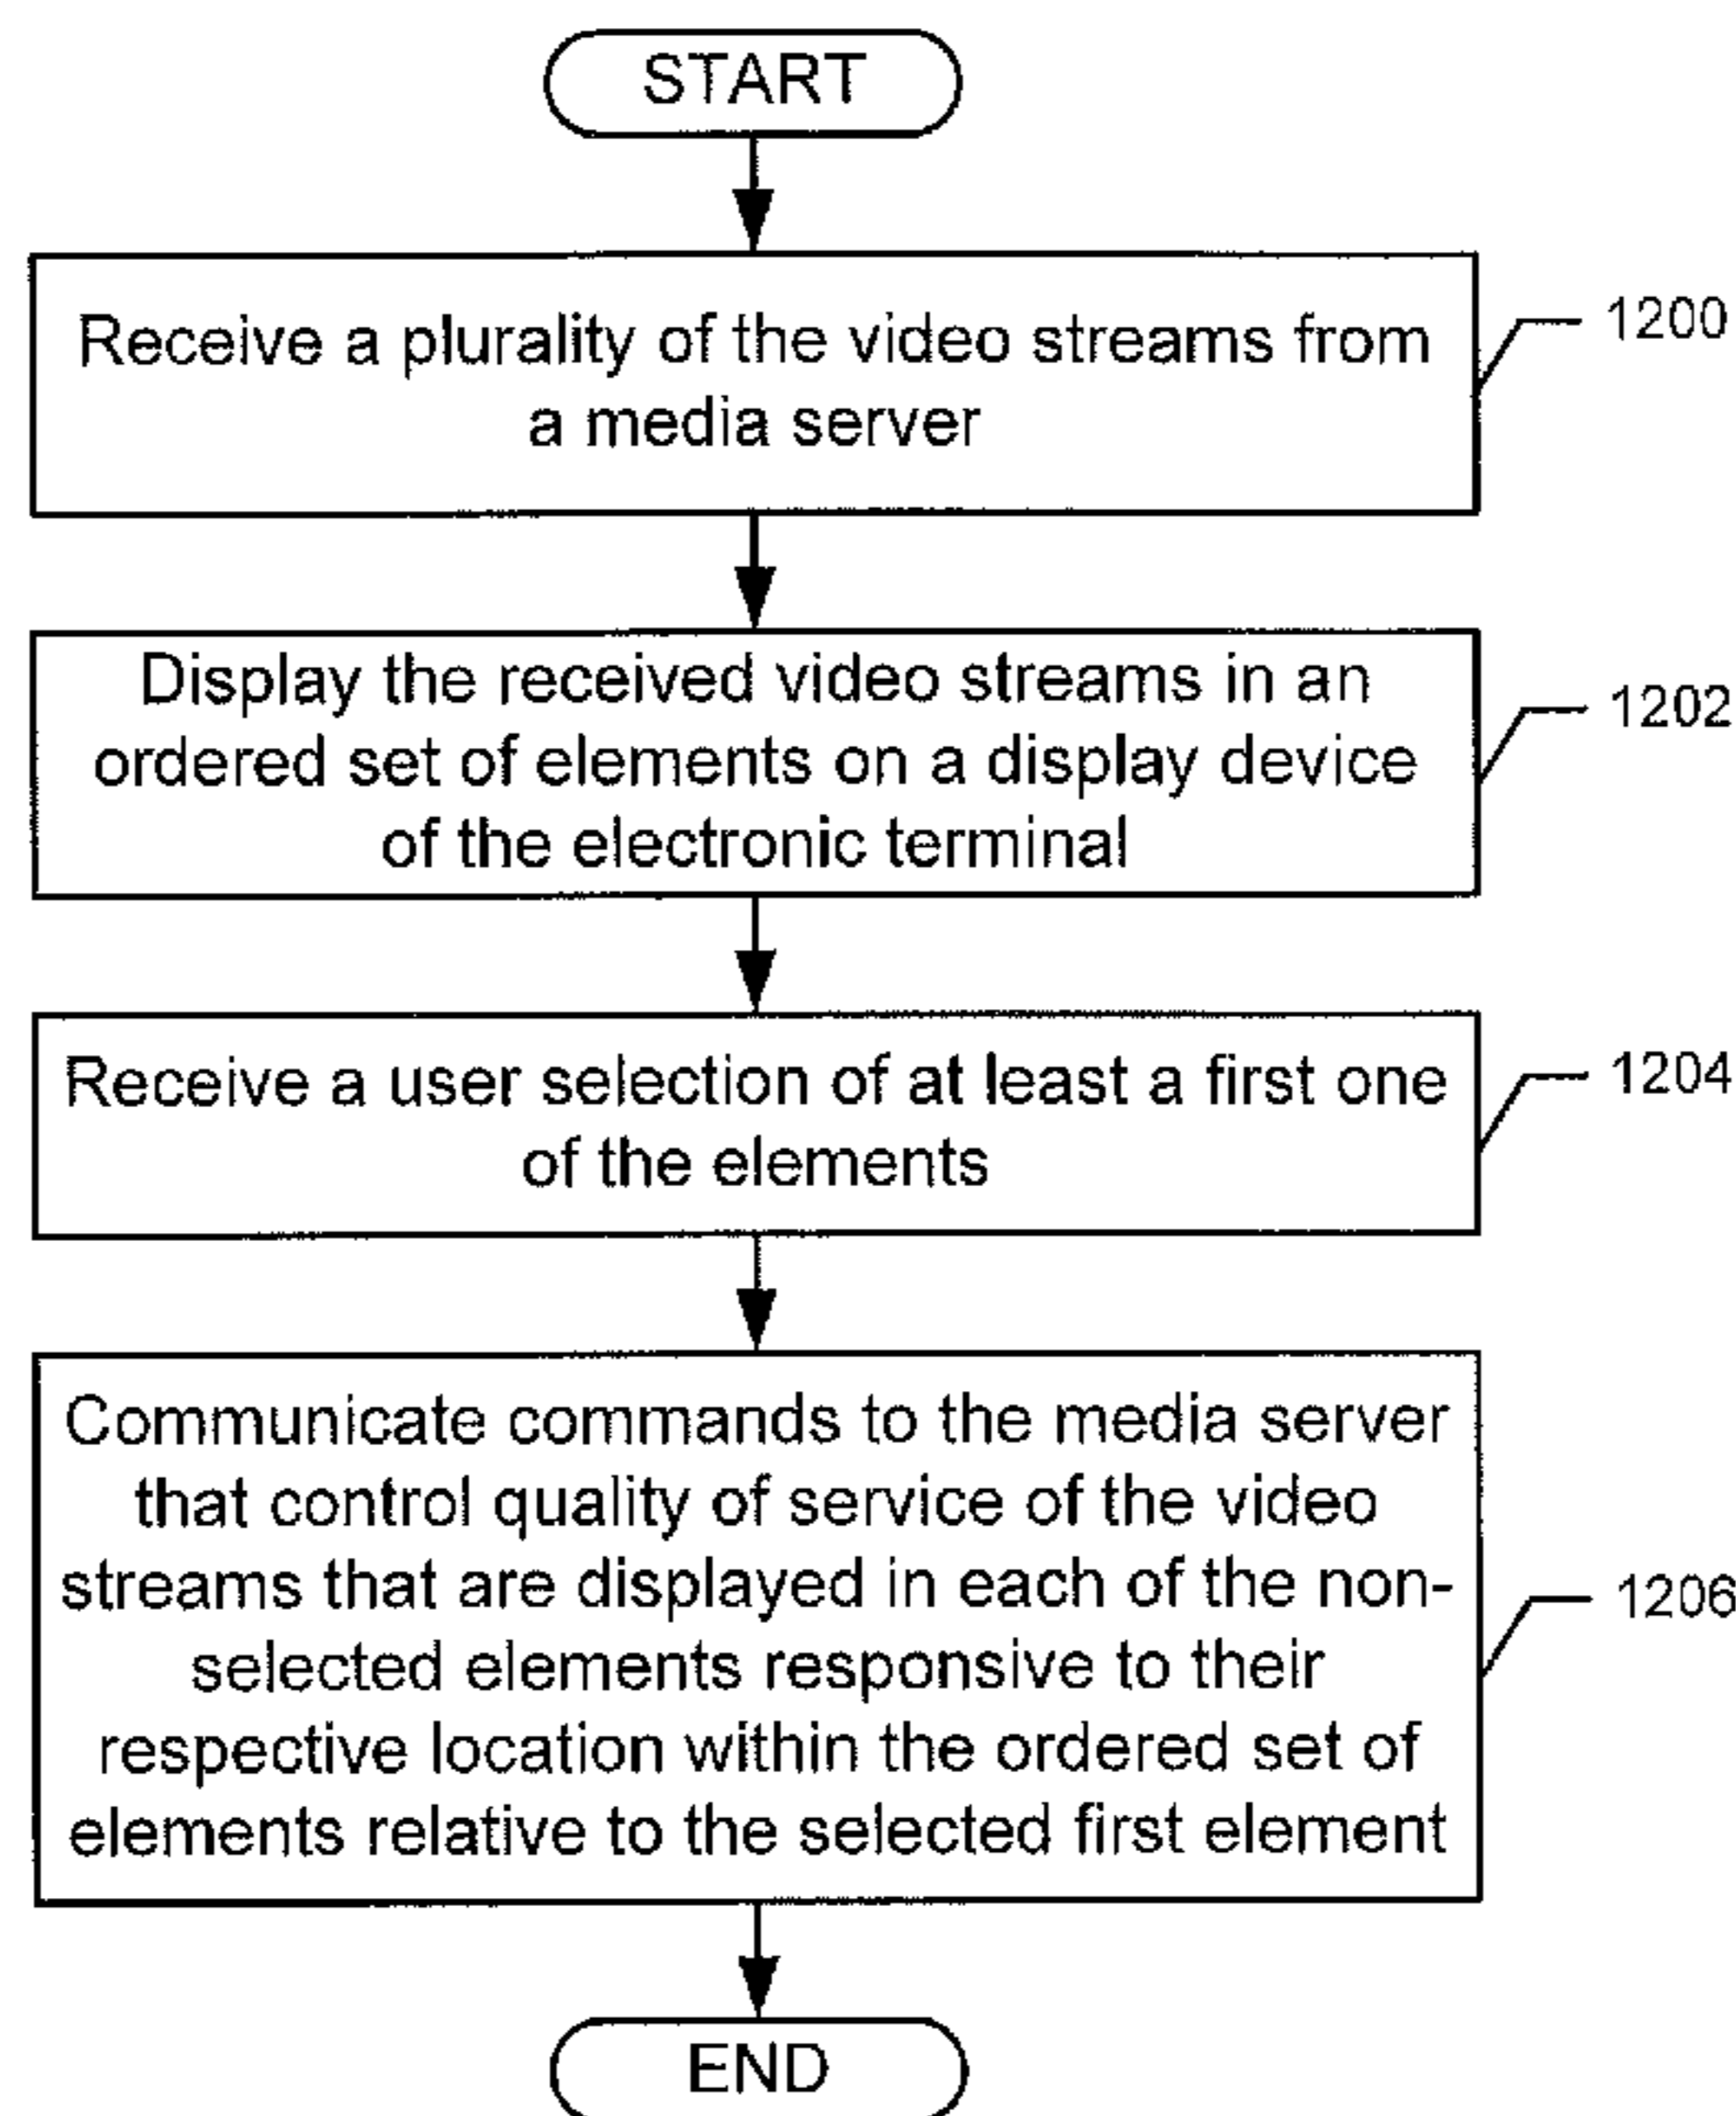 START
Receive a plurality of the video streams from
a media server
1200
Display the received video streams in an
ordered set of elements on a display device
of the electronic terminal
1202
Receive a user selection of at least a first one
of the elements
1204
Communicate commands to the media server
that control quality of service of the video
streams that are displayed in each of the non-
selected elements responsive to their
respective location within the ordered set of
elements relative to the selected first element
1206
END